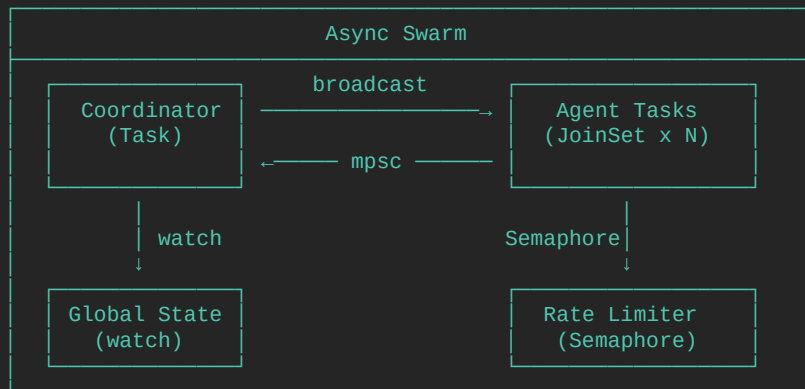 Async Swarm
broadcast
Coordinator → Agent Tasks
(Task) (JoinSet x N)
← mpsc
watch Semaphore
↓ ↓
Global State Rate Limiter
(watch) (Semaphore)